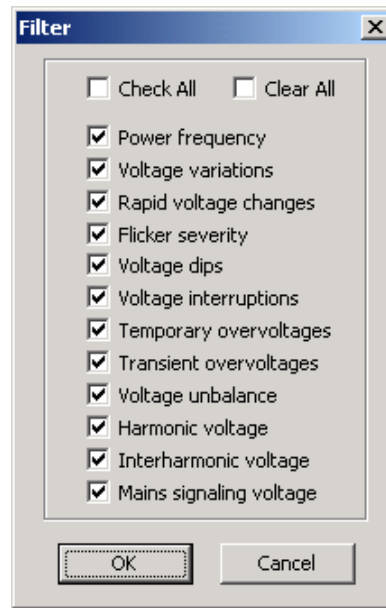 Filter
Check All Clear All
Power frequency
Voltage variations
Rapid voltage changes
Flicker severity
Voltage dips
Voltage interruptions
Temporary overvoltages
Transient overvoltages
Voltage unbalance
Harmonic voltage
Interharmonic voltage
Mains signaling voltage
OK Cancel